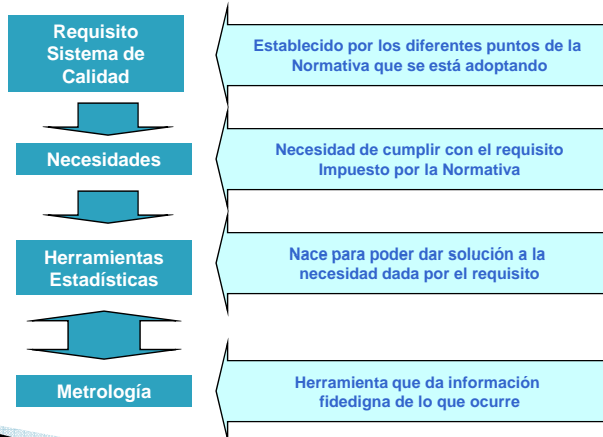 Requisito
Sistema de
Calidad
Establecido por los diferentes puntos de la
Normativa que se está adoptando
Necesidades
Necesidad de cumplir con el requisito
Impuesto por la Normativa
Herramientas
Estadísticas
Nace para poder dar solución a la
necesidad dada por el requisito
Metrología
Herramienta que da información
fidedigna de lo que ocurre